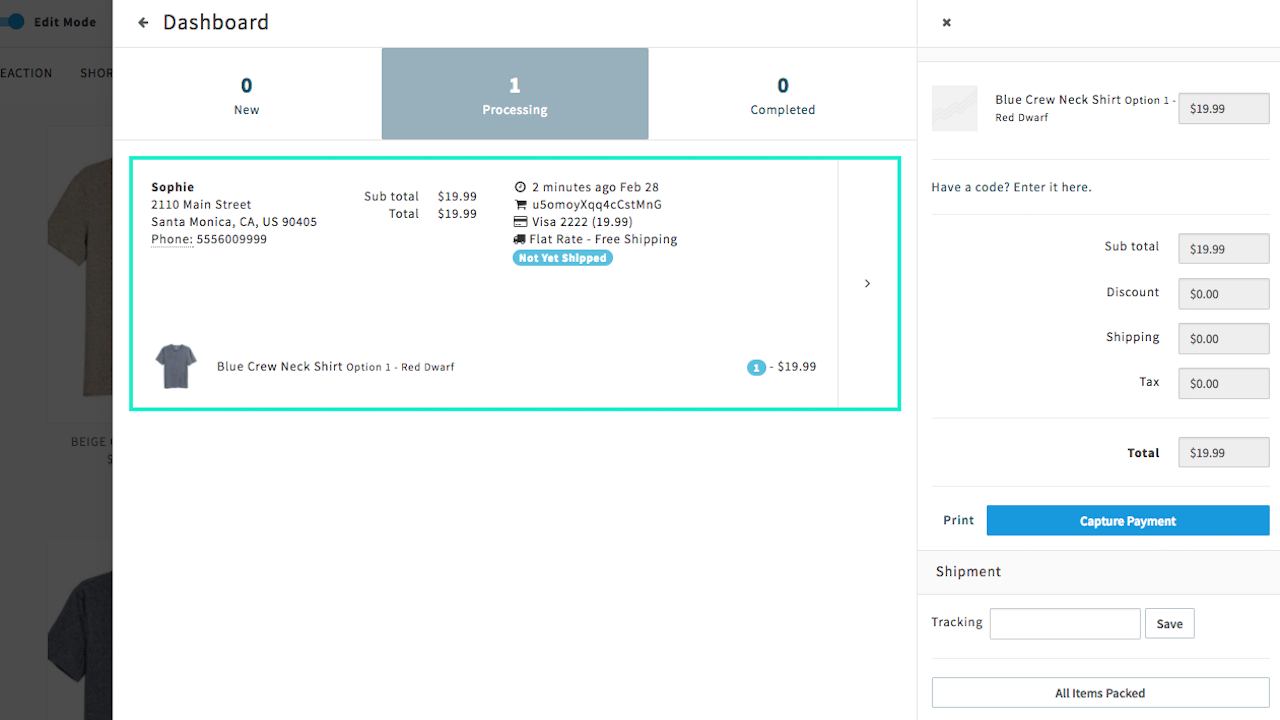 Edit Mode
Dashboard
EACTION SHOR
0
New
1
Processing
0
Completed
Sophie
2110 Main Street
Santa Monica, CA, US 90405
Phone: 5556009999
Sub total $19.99
Total $19.99
2 minutes ago Feb 28
u5omoyXqq4cCstMnG
Visa 2222 (19.99)
Flat Rate - Free Shipping
Not Yet Shipped
Blue Crew Neck Shirt Option 1 - Red Dwarf
1 - $19.99
BEIGE
Blue Crew Neck Shirt Option 1 -
Red Dwarf
$19.99
Have a code? Enter it here.
Sub total $19.99
Discount $0.00
Shipping $0.00
Tax $0.00
Total $19.99
Print Capture Payment
Shipment
Tracking Save
All Items Packed